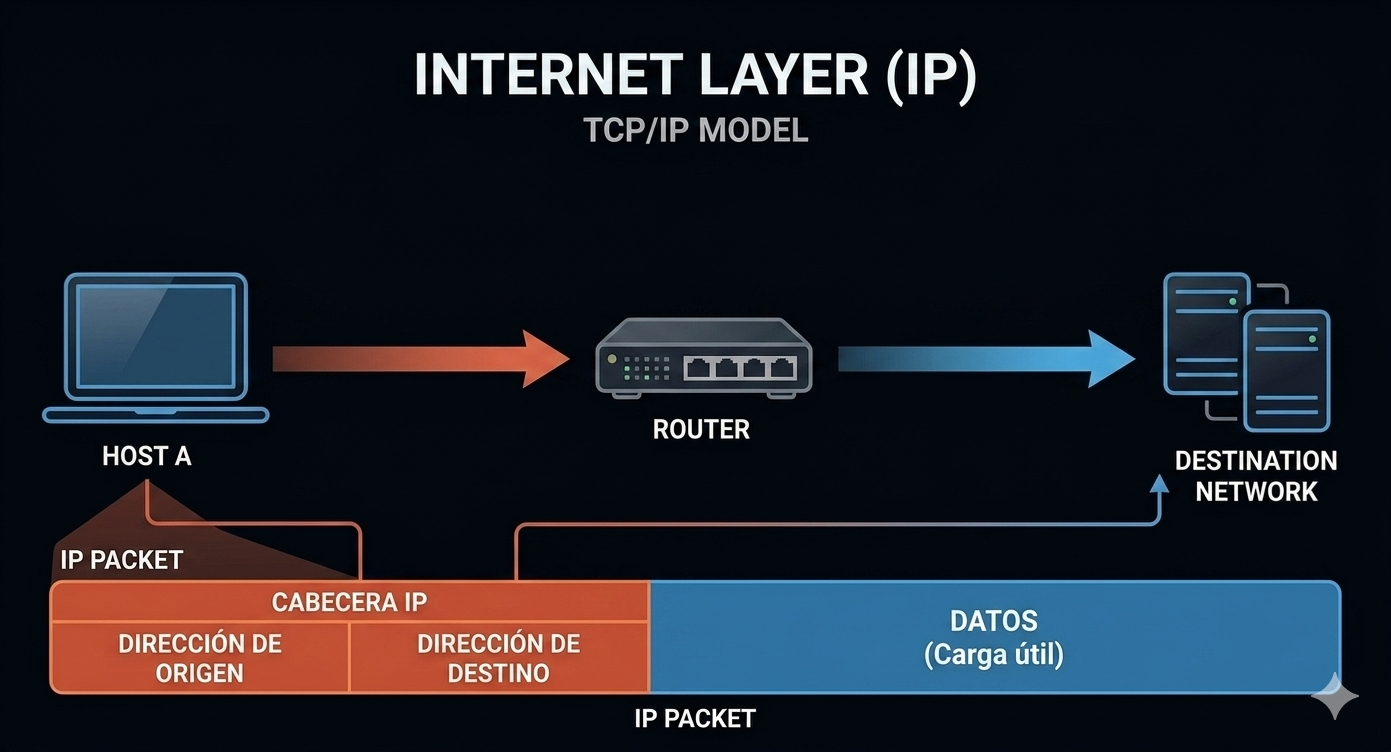 INTERNET LAYER (IP)
TCP/IP MODEL
HOST A
ROUTER
DESTINATION
NETWORK
IP PACKET
CABECERA IP
DIRECCIÓN DE
ORIGEN
DIRECCIÓN DE
DESTINO
DATOS
(Carga útil)
IP PACKET